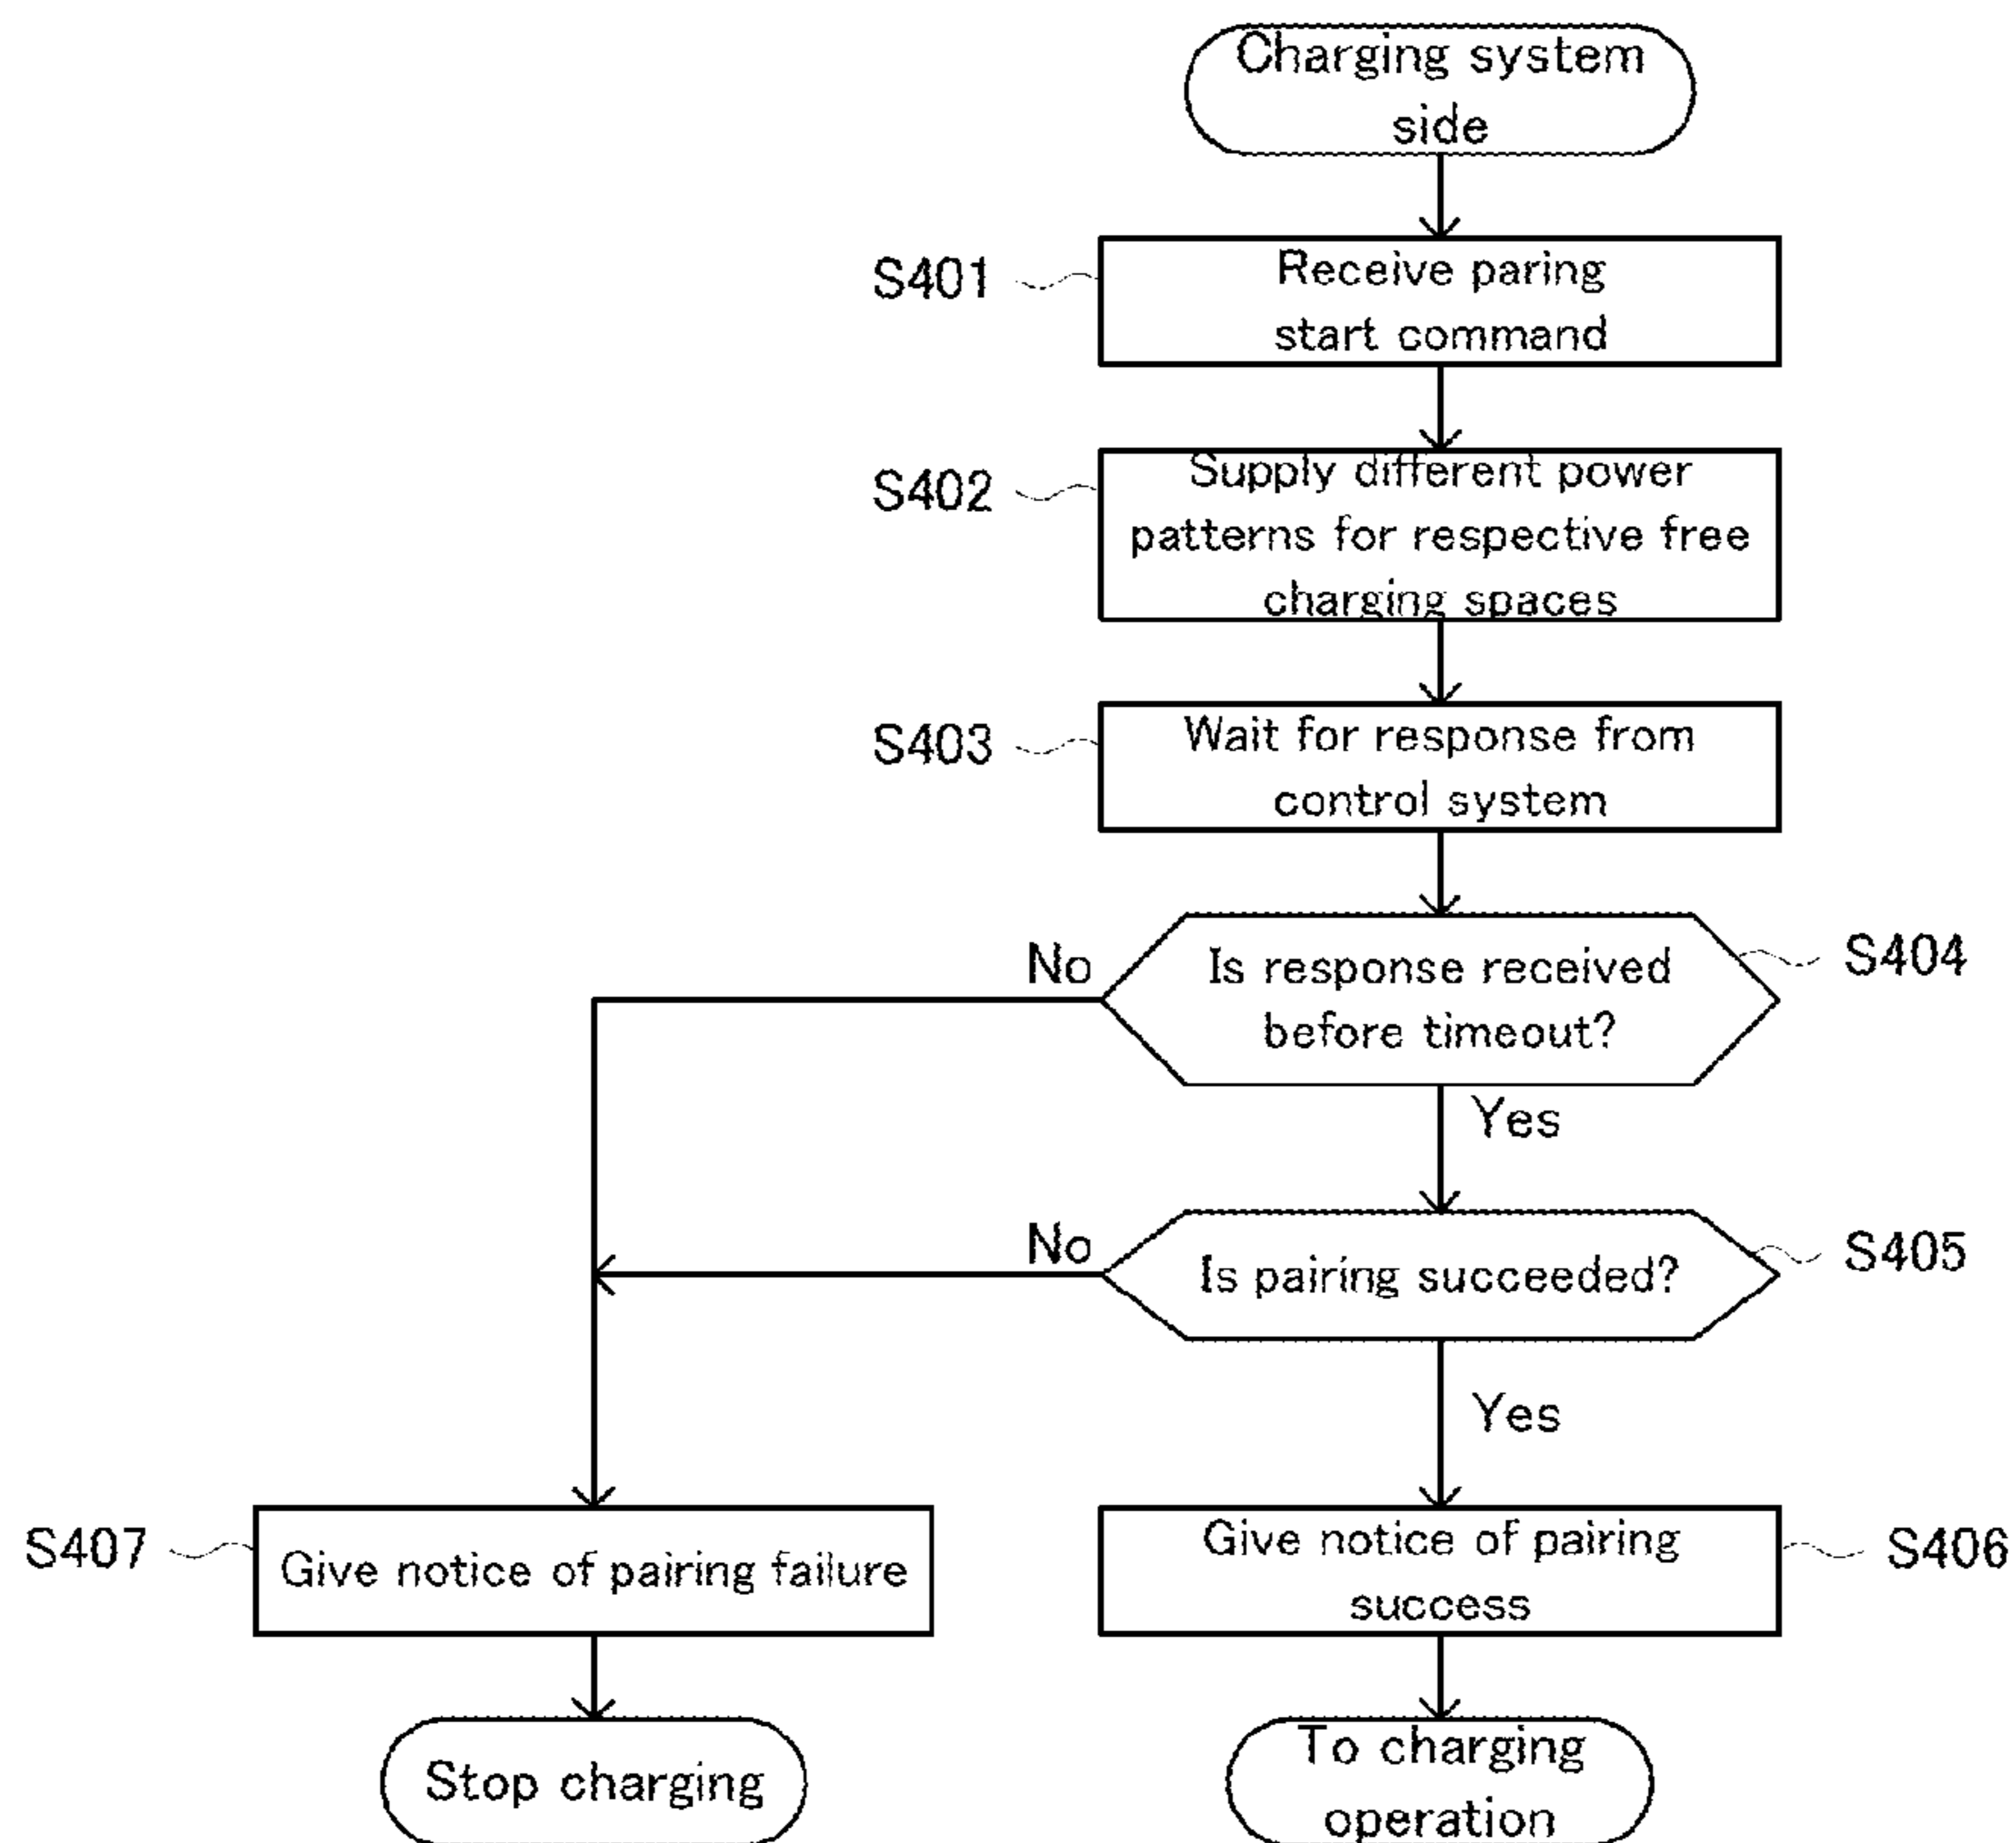 Charging system
side
S401
Receive paring
start command
S402
Supply different power
patterns for respective free
charging spaces
S403
Wait for response from
control system
No
Is response received
before timeout?
S404
Yes
No
Is pairing succeeded?
S405
Yes
S407
Give notice of pairing failure
Give notice of pairing
success
S406
Stop charging
To charging
operation